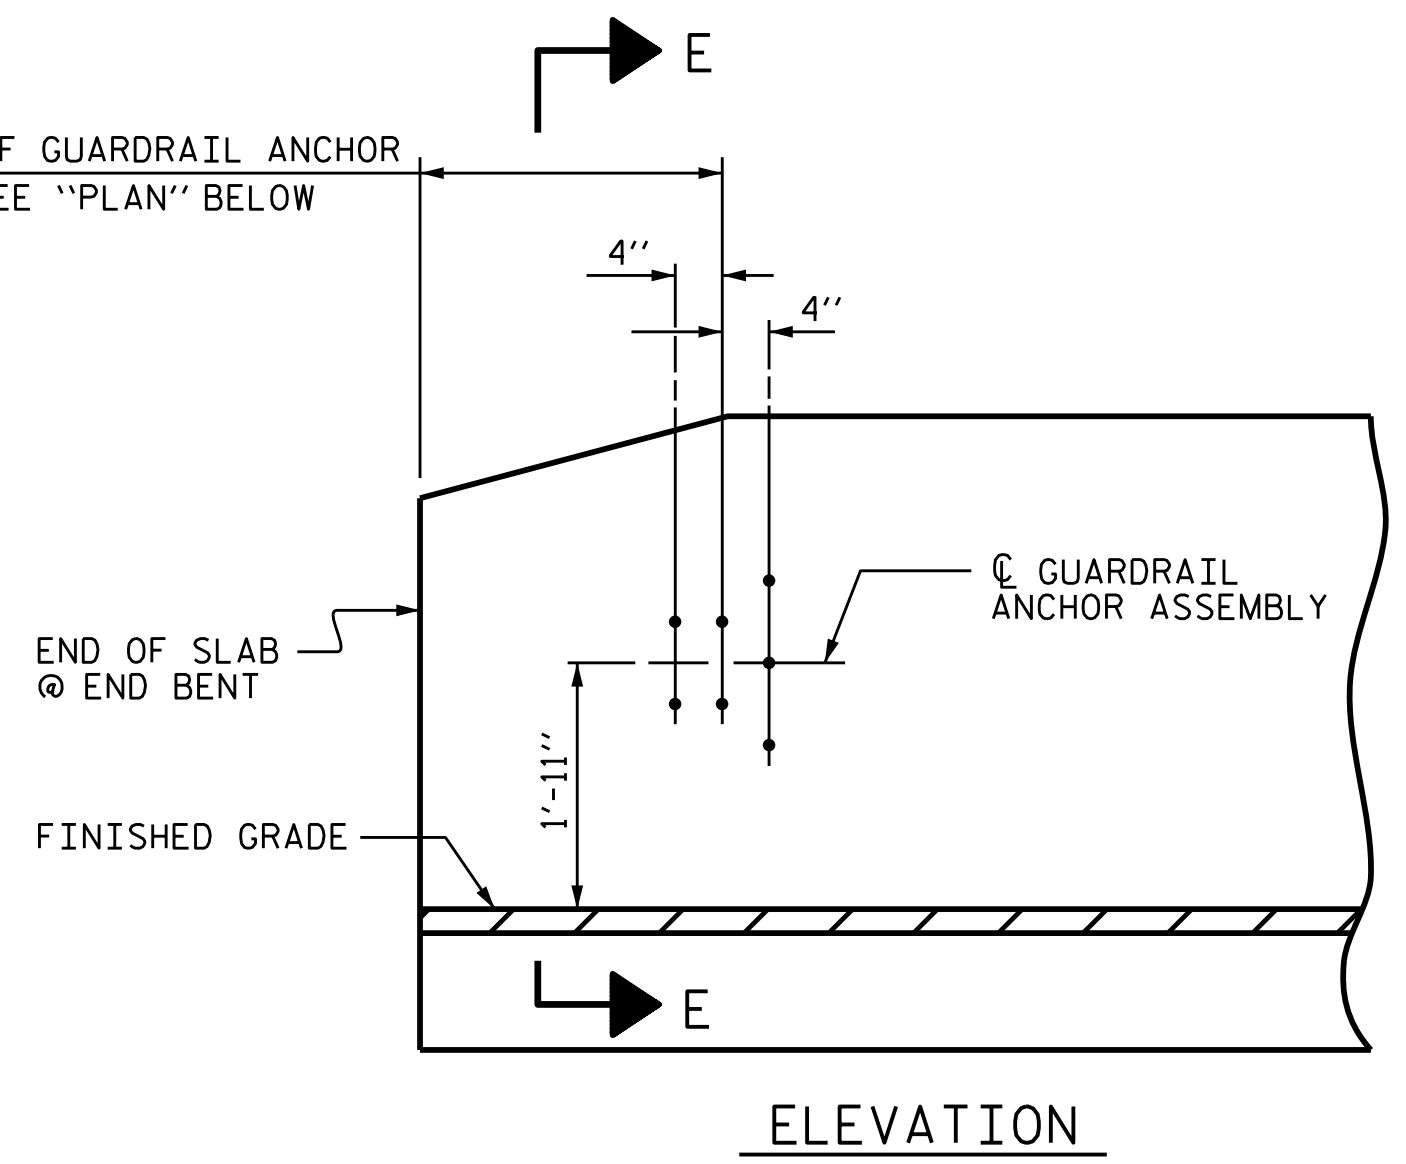 E
GUARDRAIL ANCHOR
"PLAN" BELOW
4"
4"
℄ GUARDRAIL
ANCHOR ASSEMBLY
END OF SLAB
@ END BENT
1'-11"
FINISHED GRADE
E
ELEVATION